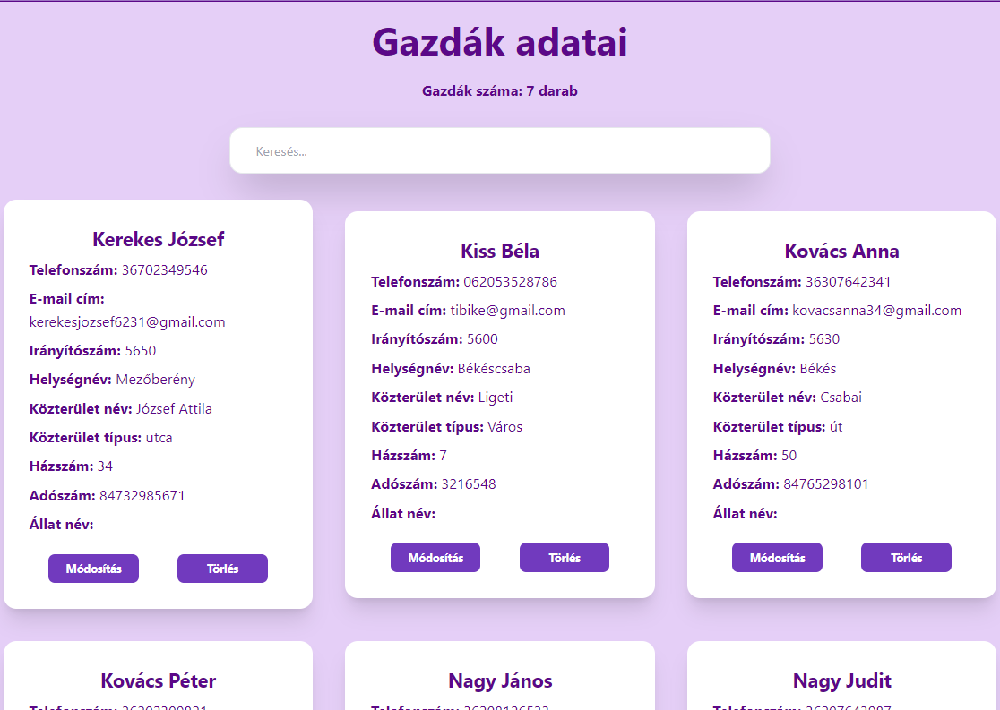 Gazdák adatai
Gazdák száma: 7 darab
Keresés...
Kerekes József
Telefonszám: 36702349546
E-mail cím:
kerekesjozsef6231@gmail.com
Irányítószám: 5650
Helységnév: Mezőberény
Közterület név: József Attila
Közterület típus: utca
Házszám: 34
Adószám: 84732985671
Állat név:
Módosítás
Törlés
Kiss Béla
Telefonszám: 062053528786
E-mail cím: tibike@gmail.com
Irányítószám: 5600
Helységnév: Békéscsaba
Közterület név: Ligeti
Közterület típus: Város
Házszám: 7
Adószám: 3216548
Állat név:
Módosítás
Törlés
Kovács Anna
Telefonszám: 36307642341
E-mail cím: kovacsanna34@gmail.com
Irányítószám: 5630
Helységnév: Békés
Közterület név: Csabai
Közterület típus: út
Házszám: 50
Adószám: 84765298101
Állat név:
Módosítás
Törlés
Kovács Péter
Telefonszám:
Nagy János
Telefonszám:
Nagy Judit
Telefonszám: